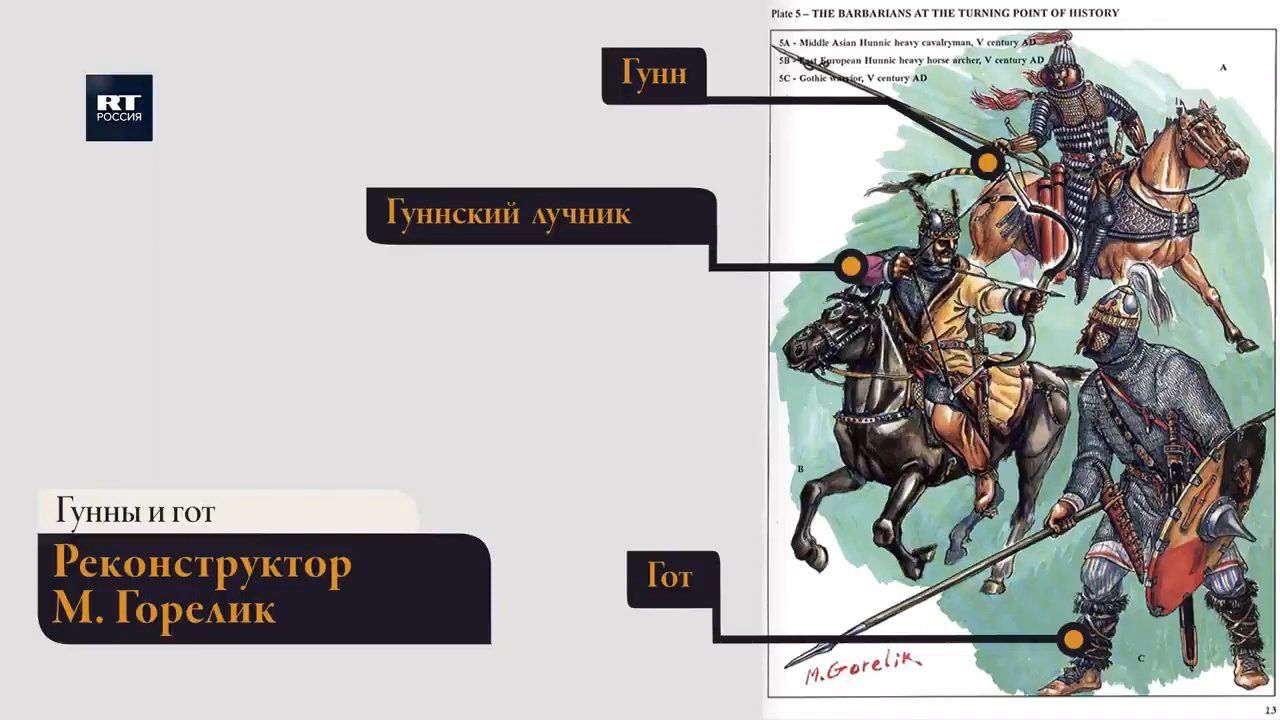 Plate 5 – THE BARBARIANS AT THE TURNING POINT OF HISTORY
5A - Middle Asian Hunnic heavy cavalryman, V century AD
5B - East European Hunnic heavy horse archer, V century AD
5C - Gothic warrior, V century AD
A
Гунн
RT
РОССИЯ
Гуннский лучник
B
Гунны и гот
Реконструктор
М. Горелик
Гот
C
M.Gorelik
13